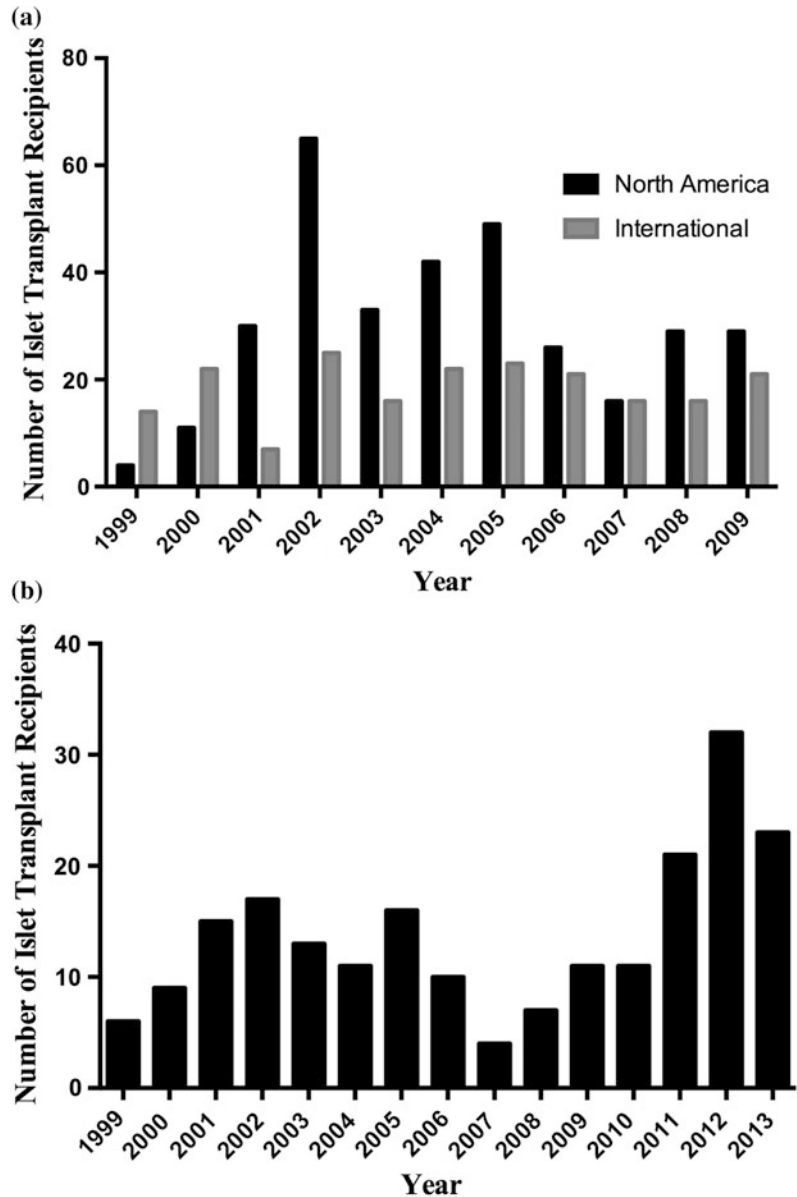 (a)
Number of Islet Transplant Recipients
80
60
40
20
0
North America
International
1999 2000 2001 2002 2003 2004 2005 2006 2007 2008 2009
Year
(b)
Number of Islet Transplant Recipients
40
30
20
10
0
1999 2000 2001 2002 2003 2004 2005 2006 2007 2008 2009 2010 2011 2012 2013
Year